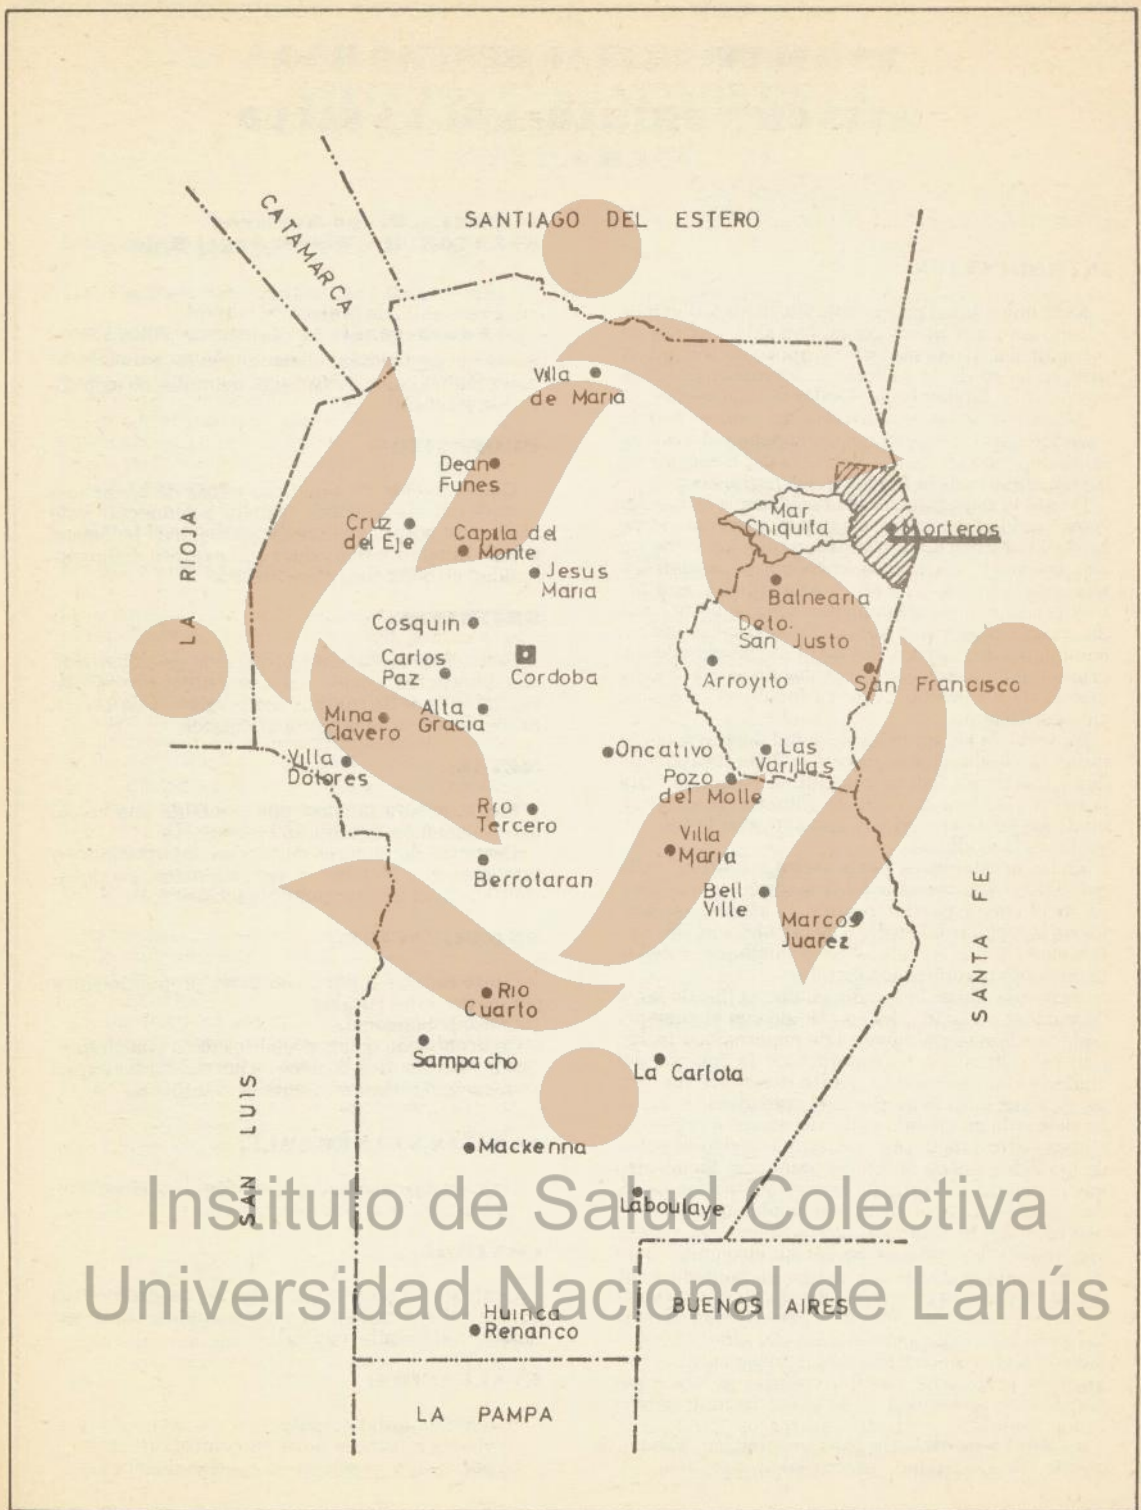 CATAMARCA
SANTIAGO DEL ESTERO
Villa
de Maria
Dean
Funes
Mar
Chiquita
Morteros
Cruz
del Eje
Capilla del
Monte
Jesus
Maria
LA RIOJA
Balnearia
Cosquin
Deto.
San Justo
Carlos
Paz
Cordoba
Arroyito
San Francisco
Mina
Clavero
Alta
Gracia
Villa
Dolores
Oncativo
Las
Varillas
Pozo
del Molle
Rio
Tercero
Villa
Maria
Berrotaran
Bell
Ville
Marcos
Juarez
SANTA FE
Rio
Cuarto
Sampacho
La Carlota
SAN LUIS
Mackenna
Laboulaye
Instituto de Salud Colectiva
Universidad Nacional de Lanús
BUENOS AIRES
Huinca
Renanco
LA PAMPA